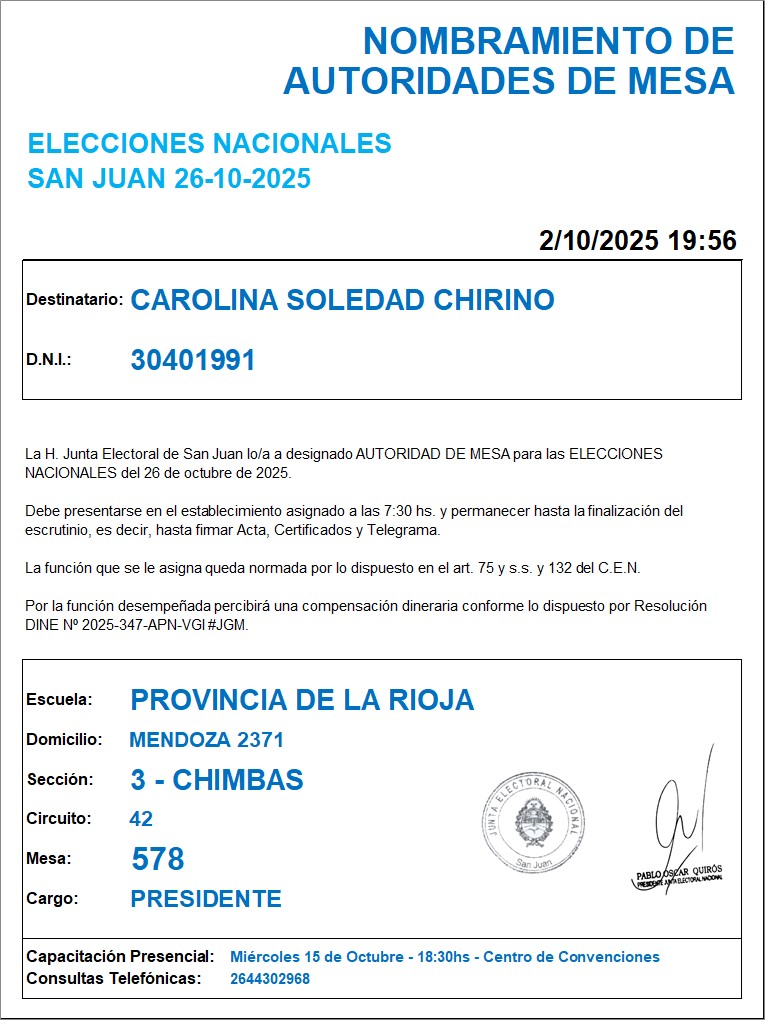 NOMBRAMIENTO DE
AUTORIDADES DE MESA
ELECCIONES NACIONALES
SAN JUAN 26-10-2025
2/10/2025 19:56
Destinatario: CAROLINA SOLEDAD CHIRINO
D.N.I.: 30401991
La H. Junta Electoral de San Juan lo/a a designado AUTORIDAD DE MESA para las ELECCIONES
NACIONALES del 26 de octubre de 2025.
Debe presentarse en el establecimiento asignado a las 7:30 hs. y permanecer hasta la finalización del
escrutinio, es decir, hasta firmar Acta, Certificados y Telegrama.
La función que se le asigna queda normada por lo dispuesto en el art. 75 y s.s. y 132 del C.E.N.
Por la función desempeñada percibirá una compensación dineraria conforme lo dispuesto por Resolución
DINE Nº 2025-347-APN-VGI#JGM.
Escuela: PROVINCIA DE LA RIOJA
Domicilio: MENDOZA 2371
Sección: 3 - CHIMBAS
Circuito: 42
Mesa: 578
Cargo: PRESIDENTE
JUNTA ELECTORAL NACIONAL
San Juan
PABLO OSCAR QUIRÓS
PRESIDENTE JUNTA ELECTORAL NACIONAL
Capacitación Presencial: Miércoles 15 de Octubre - 18:30hs - Centro de Convenciones
Consultas Telefónicas: 2644302968